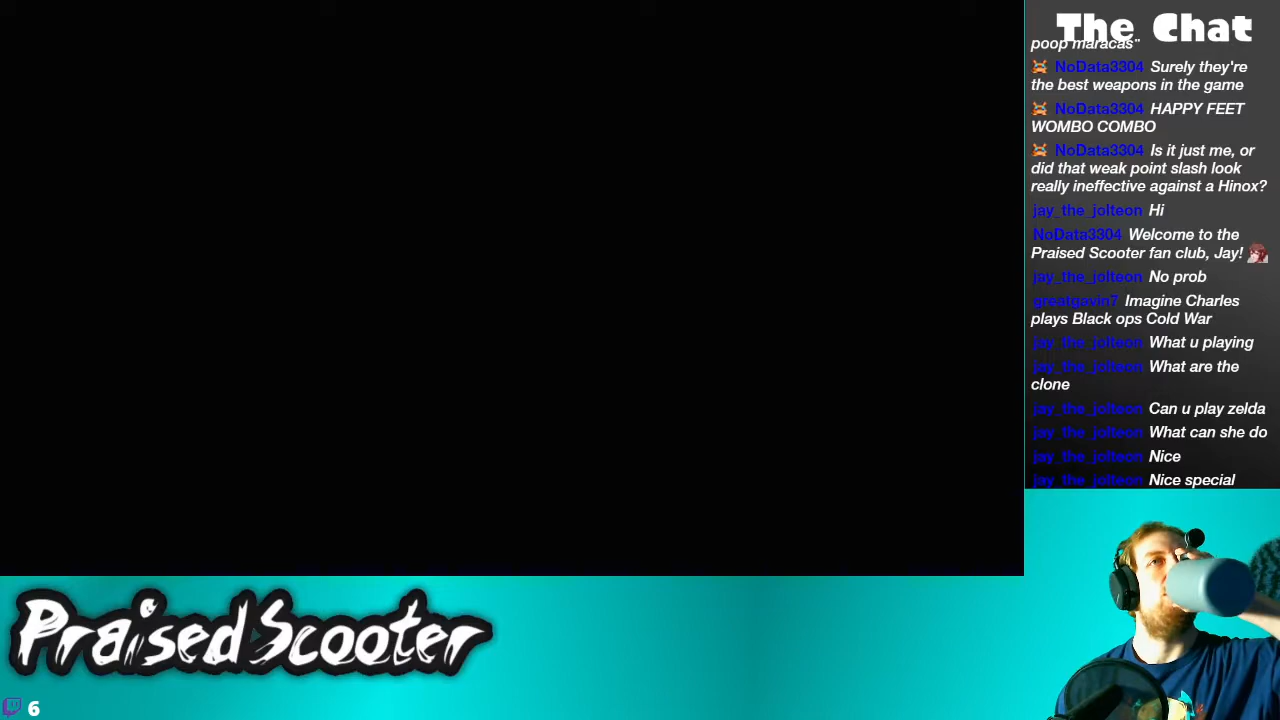 The Chat
poop maracas"
NoData3304 Surely they're
the best weapons in the game
NoData3304 HAPPY FEET
WOMBO COMBO
NoData3304 Is it just me, or
did that weak point slash look
really ineffective against a Hinox?
jay_the_jolteon Hi
NoData3304 Welcome to the
Praised Scooter fan club, Jay!
jay_the_jolteon No prob
greatgavin7 Imagine Charles
plays Black ops Cold War
jay_the_jolteon What u playing
jay_the_jolteon What are the
clone
jay_the_jolteon Can u play zelda
jay_the_jolteon What can she do
jay_the_jolteon Nice
jay_the_jolteon Nice special
Praised Scooter
6